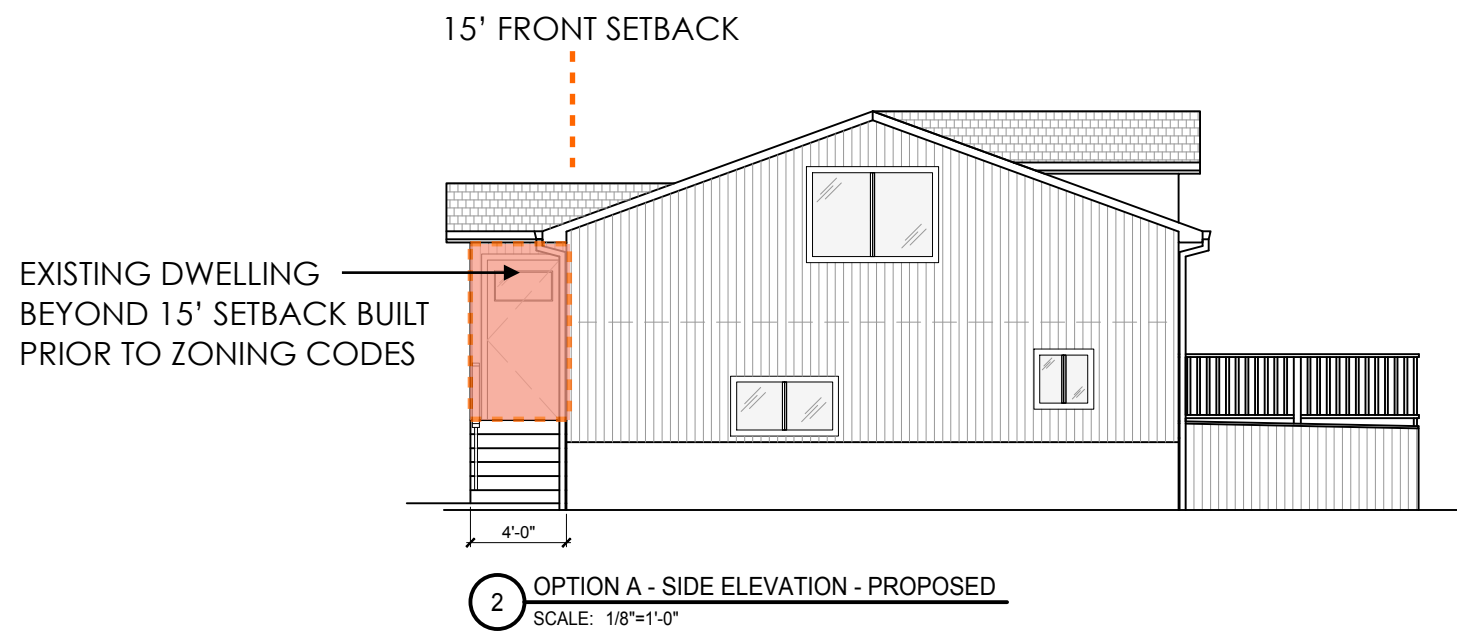 15’ FRONT SETBACK
EXISTING DWELLING
BEYOND 15’ SETBACK BUILT
PRIOR TO ZONING CODES
4'-0"
2
OPTION A - SIDE ELEVATION - PROPOSED
SCALE: 1/8"=1'-0"